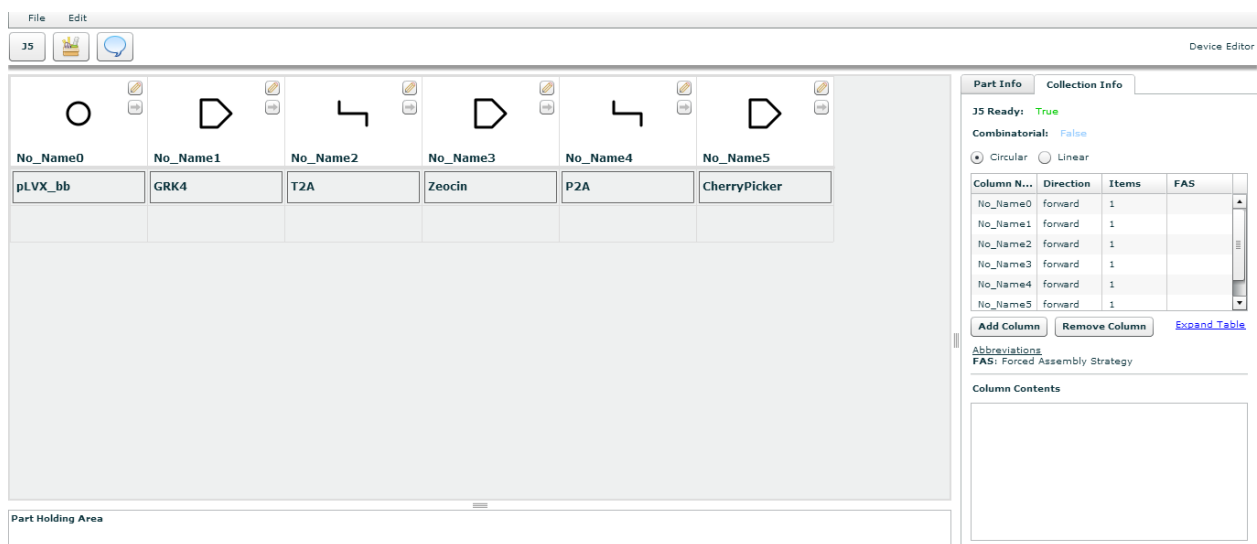 File Edit
J5
Device Editor
No_Name0 No_Name1 No_Name2 No_Name3 No_Name4 No_Name5
pLVX_bb GRK4 T2A Zeocin P2A CherryPicker
Part Info Collection Info
J5 Ready: True
Combinatorial: False
Circular Linear
Column N... Direction Items FAS
No_Name0 forward 1
No_Name1 forward 1
No_Name2 forward 1
No_Name3 forward 1
No_Name4 forward 1
No_Name5 forward 1
Add Column Remove Column Expand Table
Abbreviations
FAS: Forced Assembly Strategy
Column Contents
Part Holding Area